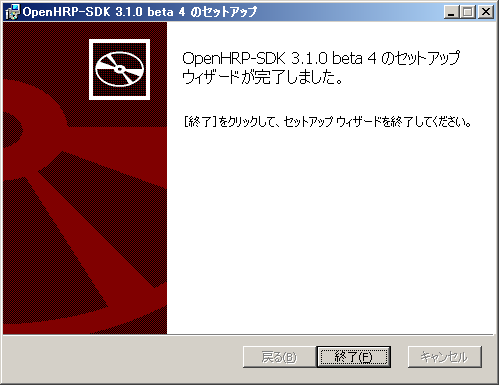 OpenHRP-SDK 3.1.0 beta 4 のセットアップ
OpenHRP-SDK 3.1.0 beta 4 のセットアップ
ウィザードが完了しました。
[終了]をクリックして、セットアップ ウィザードを終了してください。
戻る(B) 終了(F) キャンセル